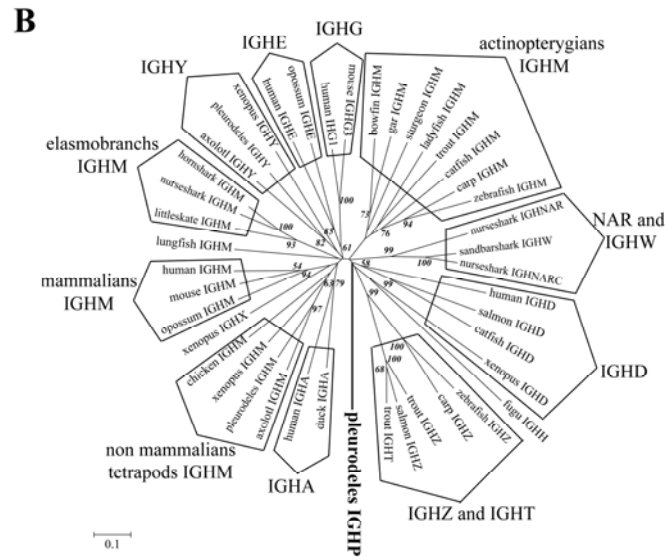 B
IGHG
IGHE
IGHY
actinopterygians
IGHM
elasmobranchs
IGHM
NAR and
IGHW
mammalians
IGHM
IGHD
non mammalians
tetrapods IGHM
IGHA
IGHZ and IGHT
human IHG1
mouse IGHG1
bowfin IGHM
gar IGHM
sturgeon IGHM
ladyfish IGHM
trout IGHM
catfish IGHM
carp IGHM
zebrafish IGHM
nurseshark IGHNAR
sandbarshark IGHW
nurseshark IGHNARC
human IGHD
salmon IGHD
catfish IGHD
xenopus IGHD
fugu IGHH
zebrafish IGHZ
carp IGHZ
trout IGHZ
salmon IGHZ
trout IGHT
pleurodeles IGHP
duck IGHA
human IGHA
axolotl IGHM
pleurodeles IGHM
xenopus IGHM
chicken IGHM
xenopus IGHX
opossum IGHM
mouse IGHM
human IGHM
lungfish IGHM
littleskate IGHM
nurseshark IGHM
hornshark IGHM
axolotl IGHY
pleurodeles IGHY
xenopus IGHY
human IGHE
opossum IGHE
100
73
76
94
99
100
58
99
99
100
100
68
79
63
97
94
54
93
100
82
65
61
0.1